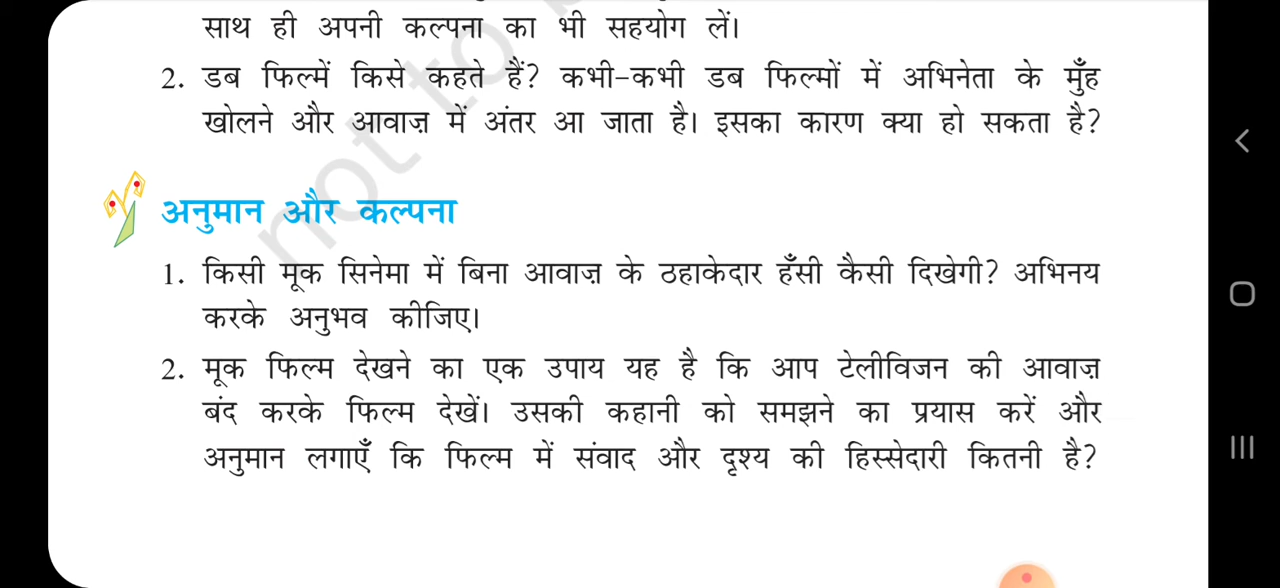 साथ ही अपनी कल्पना का भी सहयोग लें।
2. डब फिल्में किसे कहते हैं? कभी-कभी डब फिल्मों में अभिनेता के मुँह
खोलने और आवाज़ में अंतर आ जाता है। इसका कारण क्या हो सकता है?
अनुमान और कल्पना
1. किसी मूक सिनेमा में बिना आवाज़ के ठहाकेदार हँसी कैसी दिखेगी? अभिनय
करके अनुभव कीजिए।
2. मूक फिल्म देखने का एक उपाय यह है कि आप टेलीविजन की आवाज़
बंद करके फिल्म देखें। उसकी कहानी को समझने का प्रयास करें और
अनुमान लगाएँ कि फिल्म में संवाद और दृश्य की हिस्सेदारी कितनी है?
not to b